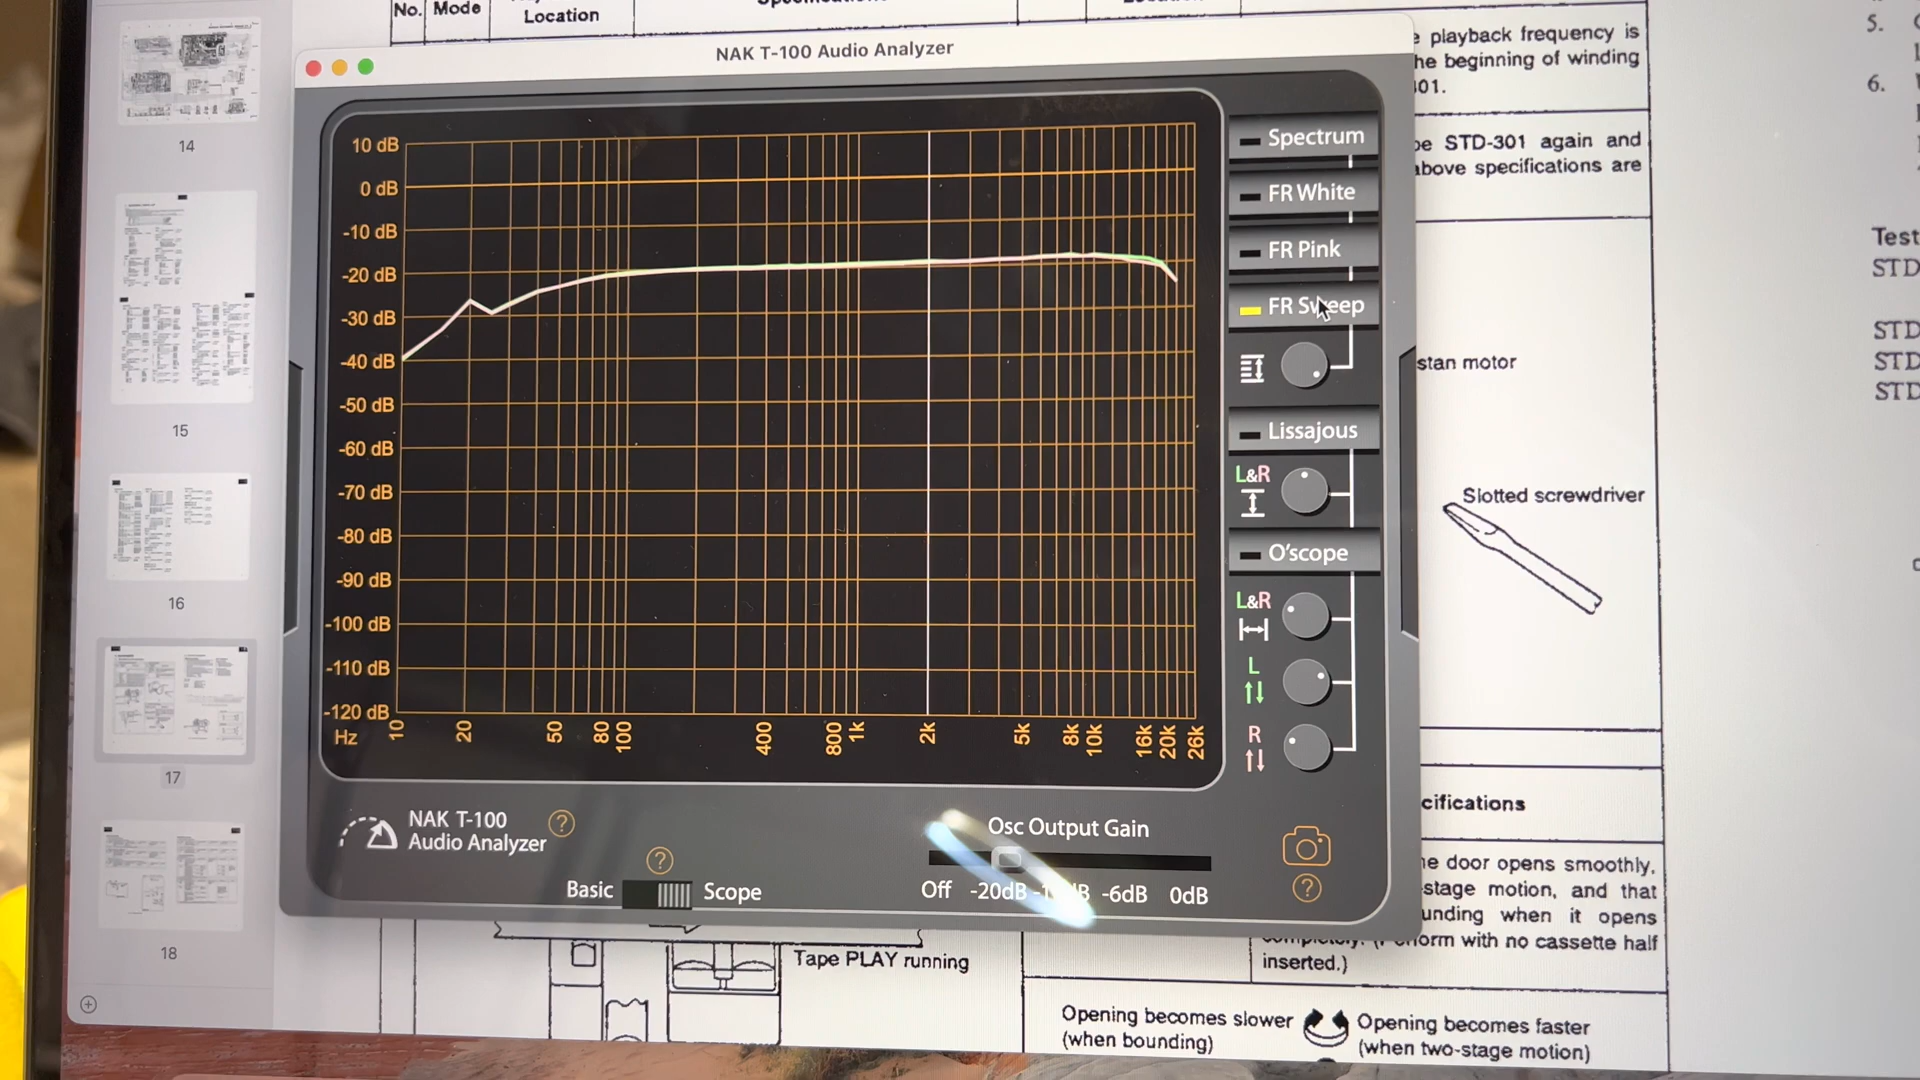 No.
Mode
Location
NAK T-100 Audio Analyzer
playback frequency is
he beginning of winding
01.
5.
6.
be STD-301 again and
above specifications are
Test
STD
STD
STD
STD
stan motor
Slotted screwdriver
14
15
16
17
18
10 dB
0 dB
-10 dB
-20 dB
-30 dB
-40 dB
-50 dB
-60 dB
-70 dB
-80 dB
-90 dB
-100 dB
-110 dB
-120 dB
Hz
10
20
50
80
100
400
800
1k
2k
5k
8k
10k
16k
20k
26k
Spectrum
FR White
FR Pink
FR Sweep
Lissajous
L&R
O'scope
L&R
L
R
NAK T-100
Audio Analyzer
?
?
Basic
Scope
Osc Output Gain
Off -20dB -6dB 0dB
?
cifications
ne door opens smoothly,
stage motion, and that
unding when it opens
completely. form with no cassette half
inserted.)
Tape PLAY running
Opening becomes slower
(when bounding)
Opening becomes faster
(when two-stage motion)